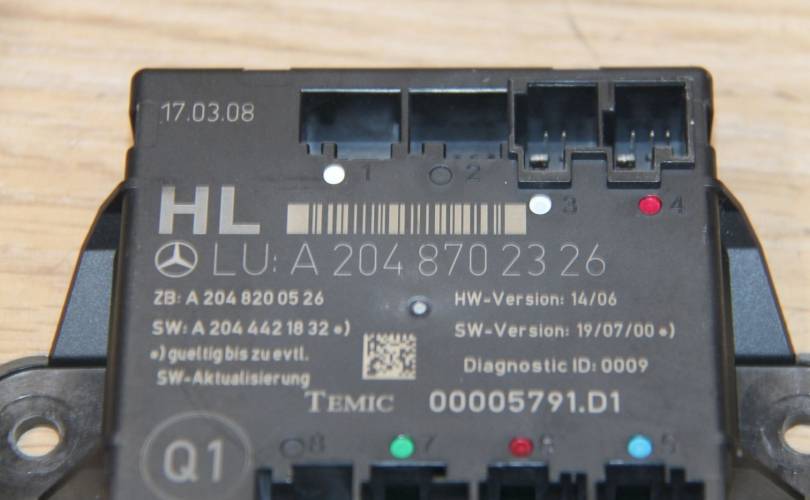 17.03.08
1 2 3 4
HL
LU: A 204 870 23 26
ZB: A 204 820 05 26
HW-Version: 14/06
SW: A 204 442 18 32 •)
SW-Version: 19/07/00 •)
•) gueltig bis zu evtl.
SW-Aktualisierung
Diagnostic ID: 0009
TEMIC 00005791.D1
Q1
8 7 6 5